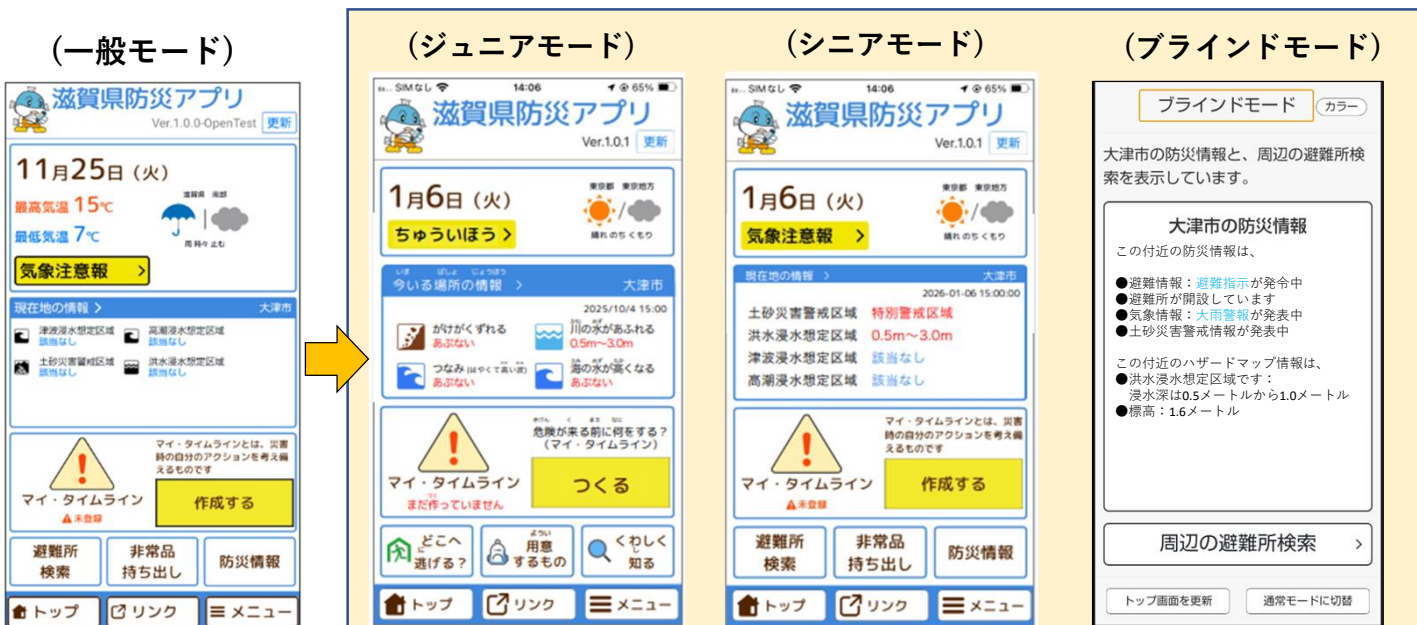 (一般モード)
滋賀県防災アプリ
Ver.1.0.0-OpenTest 更新
11月25日(火)
滋賀県 南部
最高気温 15℃
最低気温 7℃
雨 時々 止む
気象注意報 >
現在地の情報 > 大津市
津波浸水想定区域
該当なし
高潮浸水想定区域
該当なし
土砂災害警戒区域
該当なし
洪水浸水想定区域
該当なし
マイ・タイムラインとは、災害
時の自分のアクションを考え備
えるものです
マイ・タイムライン
未登録
作成する
避難所
検索
非常品
持ち出し
防災情報
トップ
リンク
メニュー
(ジュニアモード)
SIMなし 14:06 65%
滋賀県防災アプリ
Ver.1.0.1 更新
1月6日(火)
東京都 東京地方
晴れ のち くもり
ちゅういほう >
いま ばしょ じょうほう
今いる場所の情報 > 大津市
2025/10/4 15:00
がけがくずれる
あぶない
川の水があふれる
0.5m~3.0m
つなみ(はやくて高い波)
あぶない
海の水が高くなる
あぶない
危険が来る前に何をする?
(マイ・タイムライン)
マイ・タイムライン
まだ作っていません
つくる
どこへ
逃げる?
ようい
用意
するもの
くわしく
知る
トップ
リンク
メニュー
(シニアモード)
SIMなし 14:06 65%
滋賀県防災アプリ
Ver.1.0.1 更新
1月6日(火)
東京都 東京地方
晴れ のち くもり
気象注意報 >
現在地の情報 > 大津市
2026-01-06 15:00:00
土砂災害警戒区域 特別警戒区域
洪水浸水想定区域 0.5m~3.0m
津波浸水想定区域 該当なし
高潮浸水想定区域 該当なし
マイ・タイムラインとは、災害
時の自分のアクションを考え備
えるものです
マイ・タイムライン
未登録
作成する
避難所
検索
非常品
持ち出し
防災情報
トップ
リンク
メニュー
(ブラインドモード)
ブラインドモード カラー
大津市の防災情報と、周辺の避難所検
索を表示しています。
大津市の防災情報
この付近の防災情報は、
●避難情報:避難指示が発令中
●避難所が開設しています
●気象情報:大雨警報が発表中
●土砂災害警戒情報が発表中
この付近のハザードマップ情報は、
●洪水浸水想定区域です:
浸水深は0.5メートルから1.0メートル
●標高:1.6メートル
周辺の避難所検索 >
トップ画面を更新
通常モードに切替